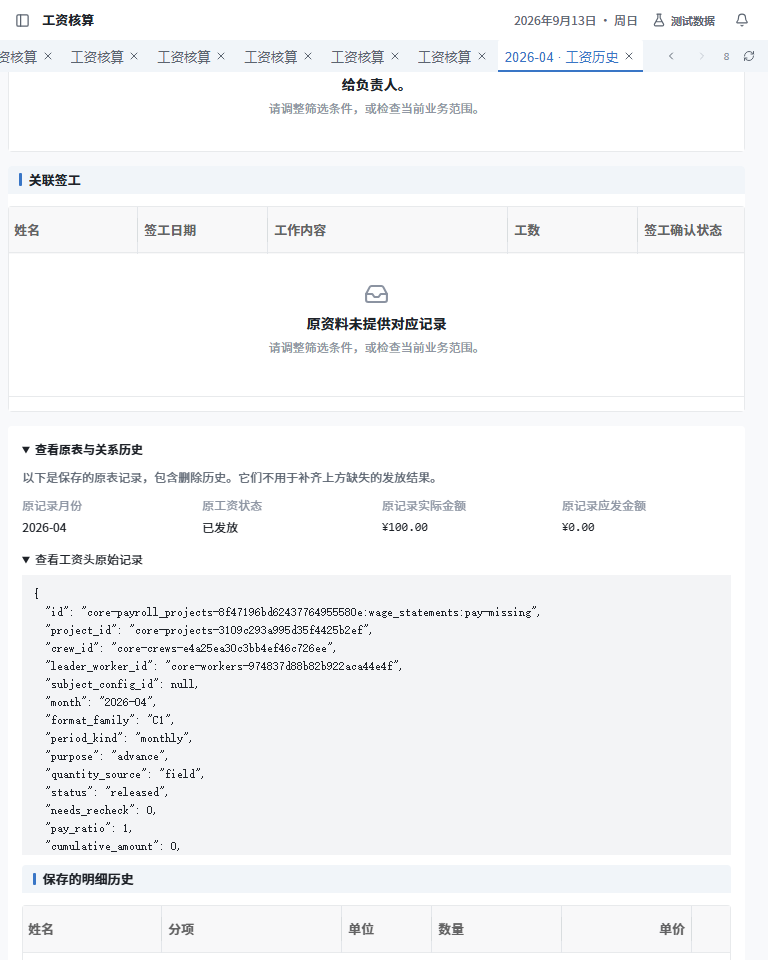 工资核算
2026年9月13日 • 周日
测试数据
资核算 × 工资核算 × 工资核算 × 工资核算 × 工资核算 × 工资核算 × 2026-04 · 工资历史 × 8
给负责人。
请调整筛选条件，或检查当前业务范围。
关联签工
姓名 签工日期 工作内容 工数 签工确认状态
原资料未提供对应记录
请调整筛选条件，或检查当前业务范围。
▼ 查看原表与关系历史
以下是保存的原表记录，包含删除历史。它们不用于补齐上方缺失的发放结果。
原记录月份 原工资状态 原记录实际金额 原记录应发金额
2026-04 已发放 ¥100.00 ¥0.00
▼ 查看工资头原始记录
{
"id": "core-payroll_projects-8f47196bd62437764955580e:wage_statements:pay-missing",
"project_id": "core-projects-3109c293a995d35f4425b2ef",
"crew_id": "core-crews-e4a25ea30c3bb4ef46c726ee",
"leader_worker_id": "core-workers-974837d88b82b922aca44e4f",
"subject_config_id": null,
"month": "2026-04",
"format_family": "C1",
"period_kind": "monthly",
"purpose": "advance",
"quantity_source": "field",
"status": "released",
"needs_recheck": 0,
"pay_ratio": 1,
"cumulative_amount": 0,
保存的明细历史
姓名 分项 单位 数量 单价